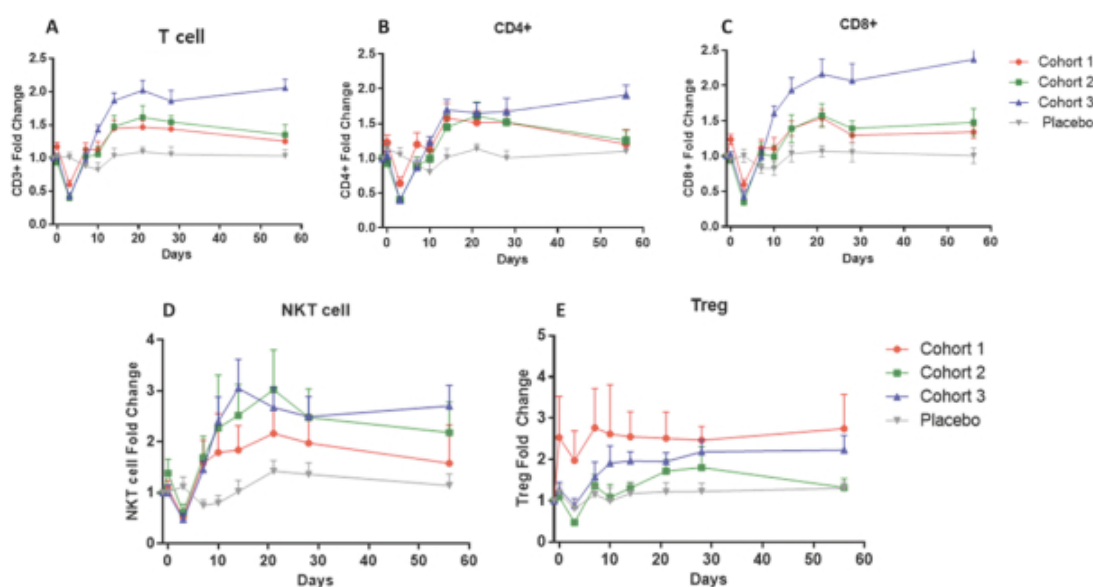 A
T cell
CD3+ Fold Change
2.5
2.0
1.5
1.0
0.5
0.0
0 10 20 30 40 50 60
Days
B
CD4+
CD4+ Fold Change
2.5
2.0
1.5
1.0
0.5
0.0
0 10 20 30 40 50 60
Days
C
CD8+
CD8+ Fold Change
2.5
2.0
1.5
1.0
0.5
0.0
0 10 20 30 40 50 60
Days
Cohort 1
Cohort 2
Cohort 3
Placebo
D
NKT cell
NKT cell Fold Change
4
3
2
1
0
0 10 20 30 40 50 60
Days
E
Treg
Treg Fold Change
5
4
3
2
1
0
0 10 20 30 40 50 60
Days
Cohort 1
Cohort 2
Cohort 3
Placebo